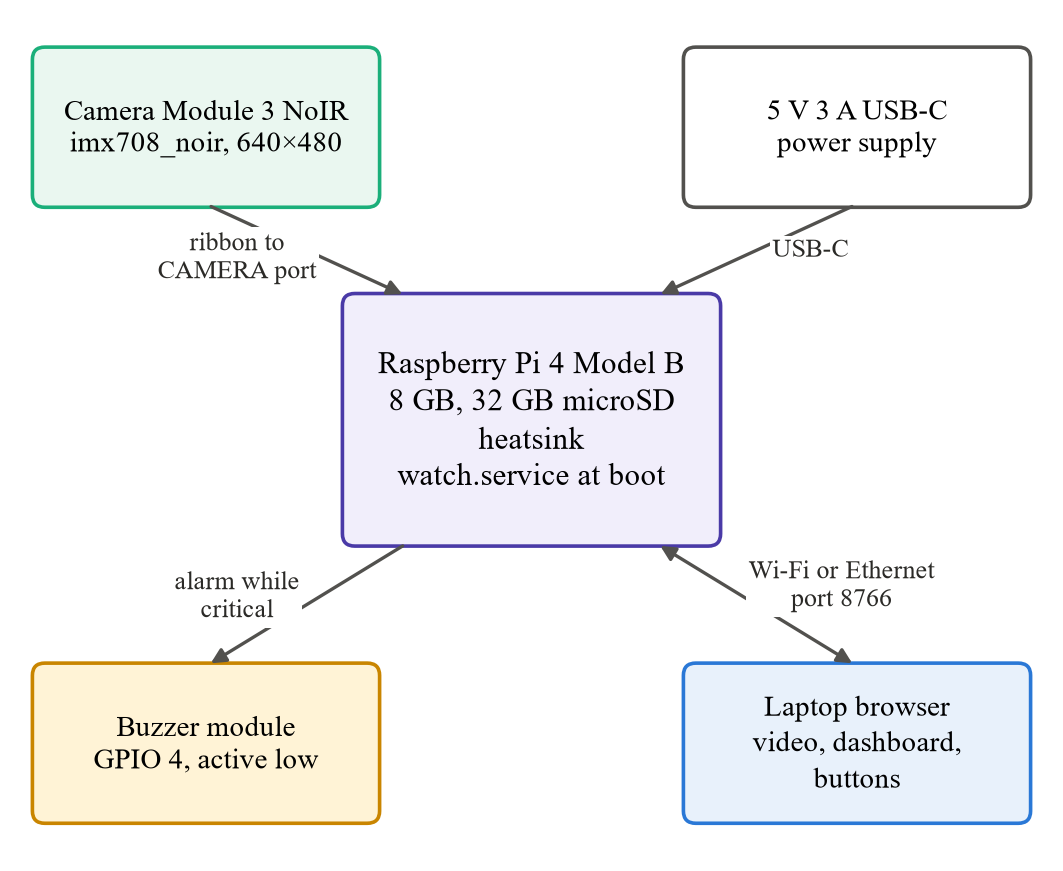 Camera Module 3 NoIR
imx708_noir, 640×480
5 V 3 A USB-C
power supply
ribbon to
CAMERA port
USB-C
Raspberry Pi 4 Model B
8 GB, 32 GB microSD
heatsink
watch.service at boot
alarm while
critical
Wi-Fi or Ethernet
port 8766
Buzzer module
GPIO 4, active low
Laptop browser
video, dashboard,
buttons